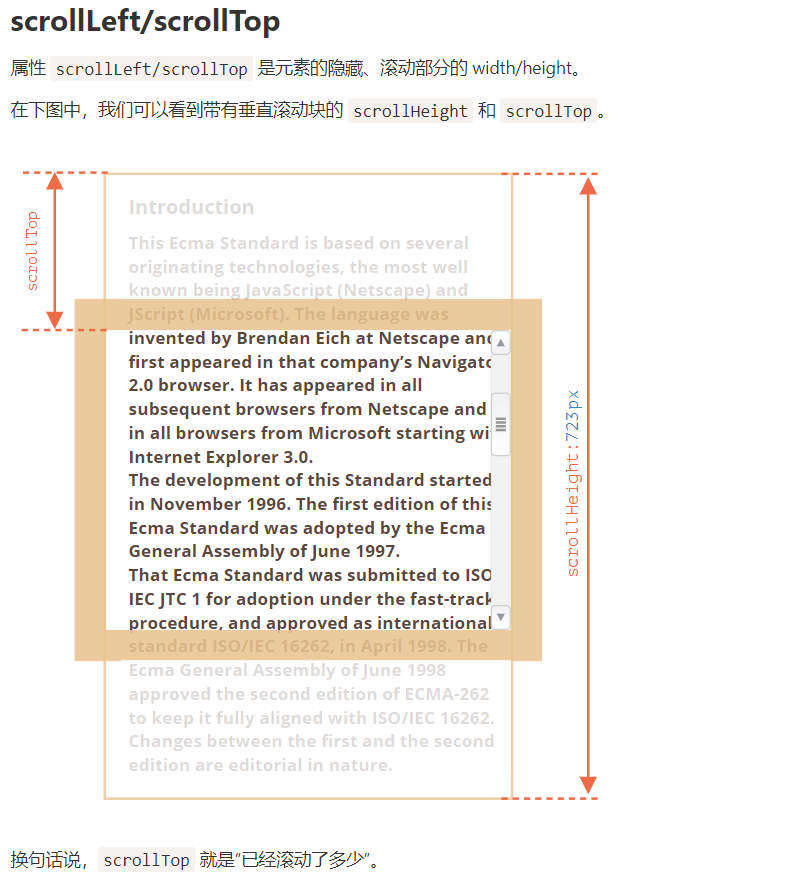 scrollLeft/scrollTop
属性 scrollLeft/scrollTop 是元素的隐藏、滚动部分的 width/height。
在下图中，我们可以看到带有垂直滚动块的 scrollHeight 和 scrollTop。
scrollTop
Introduction
This Ecma Standard is based on several
originating technologies, the most well
known being JavaScript (Netscape) and
JScript (Microsoft). The language was
invented by Brendan Eich at Netscape and
first appeared in that company’s Navigato
2.0 browser. It has appeared in all
subsequent browsers from Netscape and
in all browsers from Microsoft starting wi
Internet Explorer 3.0.
The development of this Standard started
in November 1996. The first edition of this
Ecma Standard was adopted by the Ecma
General Assembly of June 1997.
That Ecma Standard was submitted to ISO
IEC JTC 1 for adoption under the fast-track
procedure, and approved as international
standard ISO/IEC 16262, in April 1998. The
Ecma General Assembly of June 1998
approved the second edition of ECMA-262
to keep it fully aligned with ISO/IEC 16262.
Changes between the first and the second
edition are editorial in nature.
scrollHeight:723px
换句话说，scrollTop 就是“已经滚动了多少”。